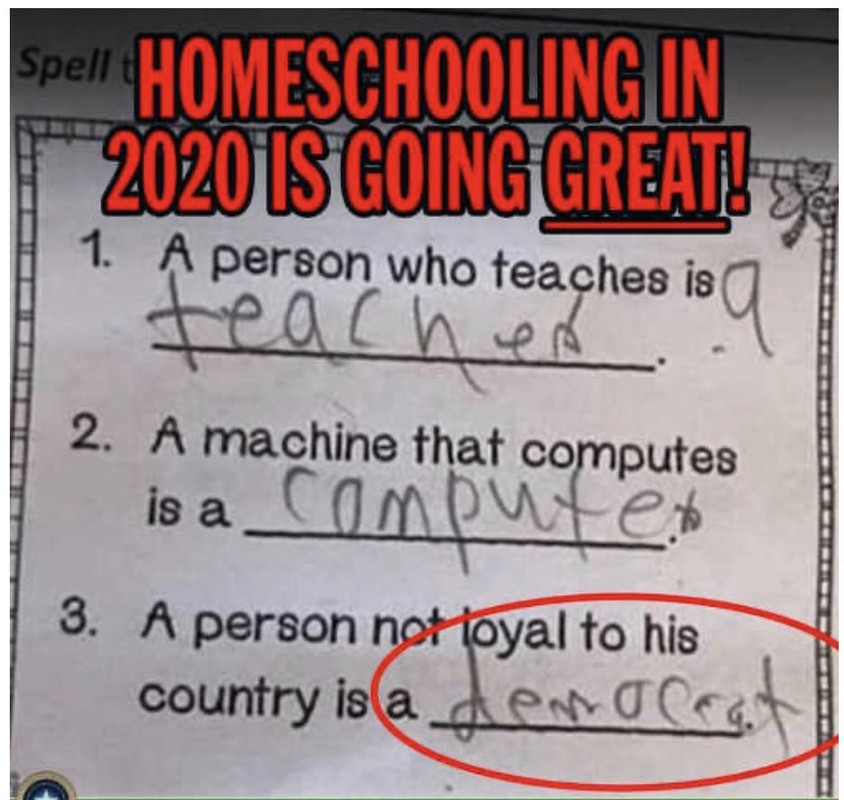 Spell
HOMESCHOOLING IN
2020 IS GOING GREAT!
1. A person who teaches is a
teacher.
2. A machine that computes
is a computer.
3. A person not loyal to his
country is a democrat.